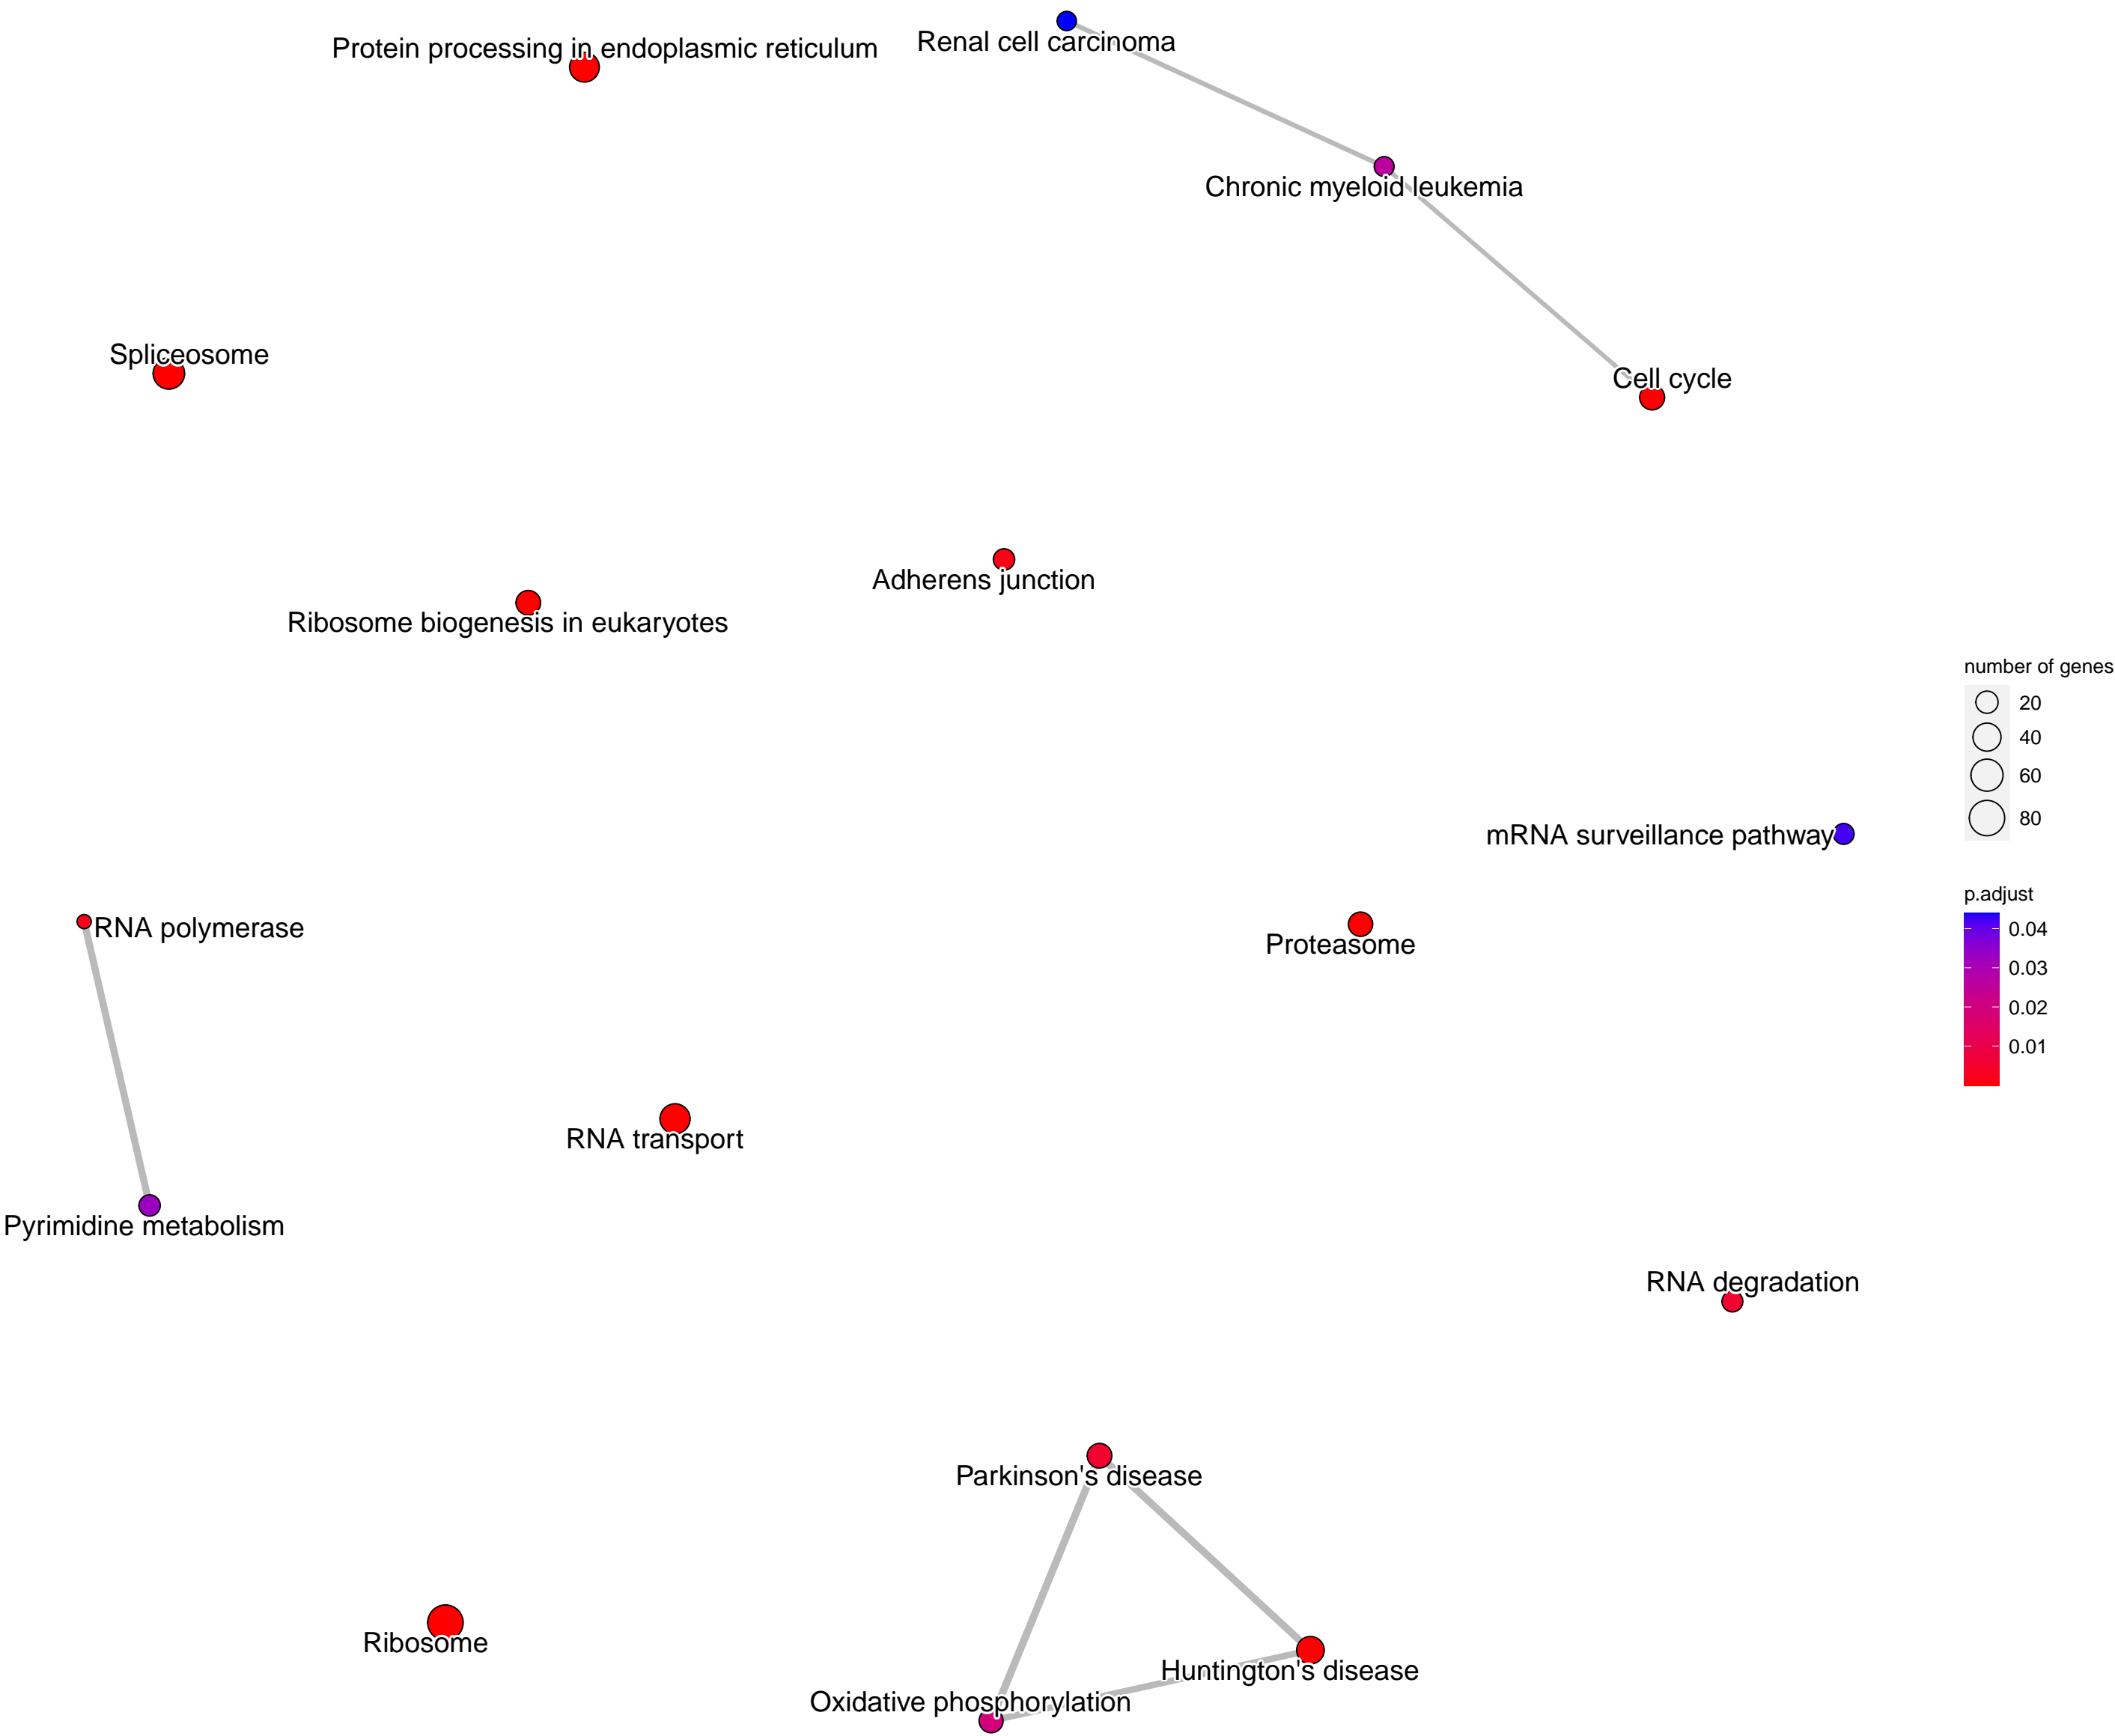 Renal cell carcinoma
Protein processing in endoplasmic reticulum
Chronic myeloid leukemia
Spliceosome
Cell cycle
Adherens junction
Ribosome biogenesis in eukaryotes
number of genes
20
40
60
80
mRNA surveillance pathway
p.adjust
0.04
0.03
0.02
0.01
RNA polymerase
Proteasome
RNA transport
Pyrimidine metabolism
RNA degradation
Parkinson's disease
Ribosome
Huntington's disease
Oxidative phosphorylation